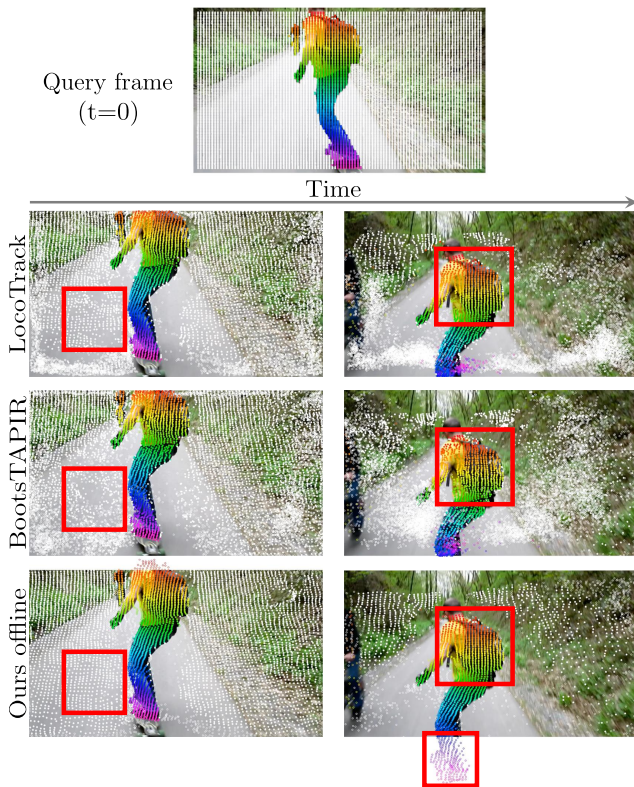 Query frame
(t=0)
Time
LocoTrack
BootsTAPIR
Ours offline